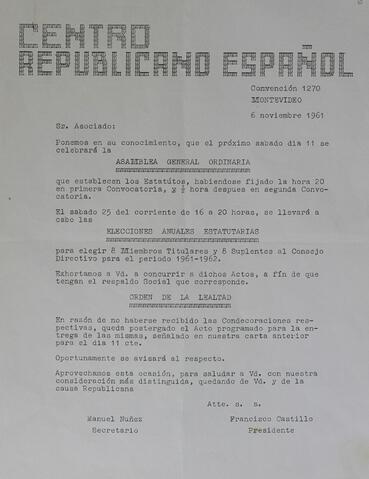 CENTRO
REPUBLICANO ESPAÑOL
Convención 1270
MONTEVIDEO
6 noviembre 1961
Sr. Asociado:
Ponemos en su conocimiento, que el próximo sabado dia 11 se
celebrará la
ASAMBLEA GENERAL ORDINARIA
que establecen los Estatútos, habiendose fijado la hora 20
en primera Convocatoria, y ½ hora despues en segunda Convo-
catoria.
El sabado 25 del corriente de 16 a 20 horas, se llevará a
cabo las
ELECCIONES ANUALES ESTATUTARIAS
para elegir 8 Miembros Titulares y 8 Suplentes al Consejo
Directivo para el periodo 1961-1962.
Exhortamos a Vd. a concurrir a dichos Actos, a fín de que
tengan el respaldo Social que corresponde.
ORDEN DE LA LEALTAD
En razón de no haberse recibido las Condecoraciones res-
pectivas, queda postergado el Acto programado para la en-
trega de las mismas, señalado en nuestra carta anterior
para el dia 11 cte.
Oportunamente se avisará al respecto.
Aprovechamos esta ocasión, para saludar a Vd. con nuestra
consideración más distinguida, quedando de Vd. y de la
causa Republicana
Atte. s. s.
Manuel Nuñez Francisco Castillo
Secretario Presidente